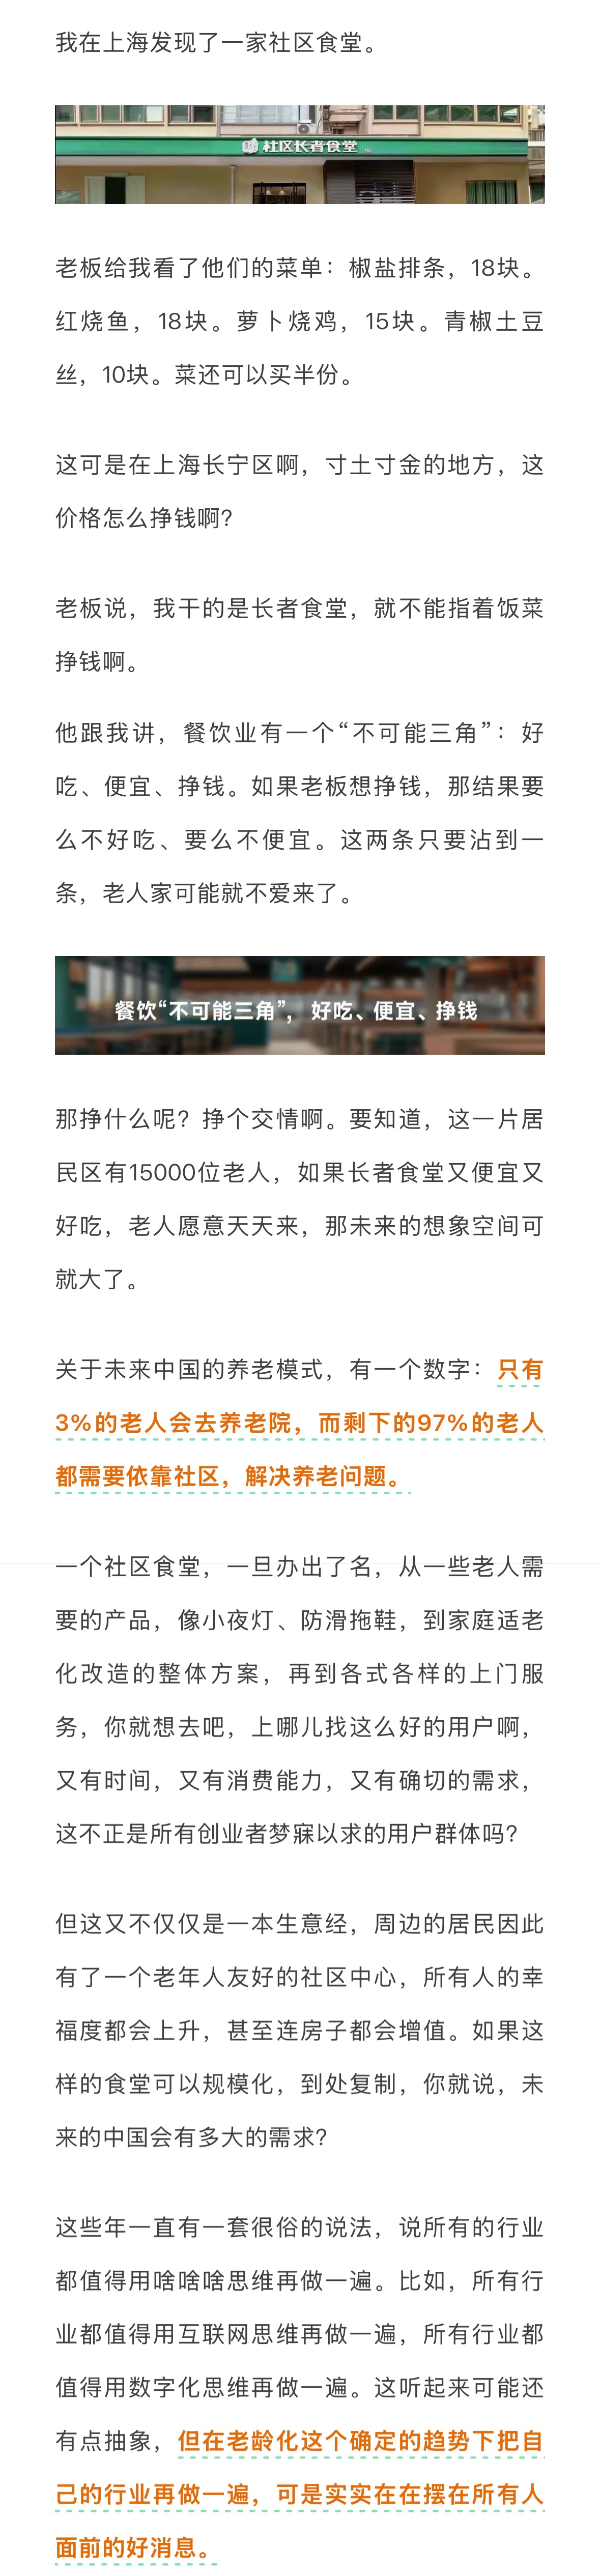 我在上海发现了一家社区食堂。
社区长者食堂
老板给我看了他们的菜单：椒盐排条，18块。
红烧鱼，18块。萝卜烧鸡，15块。青椒土豆
丝，10块。菜还可以买半份。
这可是在上海长宁区啊，寸土寸金的地方，这
价格怎么挣钱啊？
老板说，我干的是长者食堂，就不能指着饭菜
挣钱啊。
他跟我讲，餐饮业有一个“不可能三角”：好
吃、便宜、挣钱。如果老板想挣钱，那结果要
么不好吃、要么不便宜。这两条只要沾到一
条，老人家可能就不爱来了。
餐饮“不可能三角”，好吃、便宜、挣钱
那挣什么呢？挣个交情啊。要知道，这一片居
民区有15000位老人，如果长者食堂又便宜又
好吃，老人愿意天天来，那未来的想象空间可
就大了。
关于未来中国的养老模式，有一个数字：只有
3%的老人会去养老院，而剩下的97%的老人
都需要依靠社区，解决养老问题。
一个社区食堂，一旦办出了名，从一些老人需
要的产品，像小夜灯、防滑拖鞋，到家庭适老
化改造的整体方案，再到各式各样的上门服
务，你就想去吧，上哪儿找这么好的用户啊，
又有时间，又有消费能力，又有确切的需求，
这不正是所有创业者梦寐以求的用户群体吗？
但这又不仅仅是一本生意经，周边的居民因此
有了一个老年人友好的社区中心，所有人的幸
福度都会上升，甚至连房子都会增值。如果这
样的食堂可以规模化，到处复制，你就说，未
来的中国会有多大的需求？
这些年一直有一套很俗的说法，说所有的行业
都值得用啥啥啥思维再做一遍。比如，所有行
业都值得用互联网思维再做一遍，所有行业都
值得用数字化思维再做一遍。这听起来可能还
有点抽象，但在老龄化这个确定的趋势下把自
己的行业再做一遍，可是实实在在摆在所有人
面前的好消息。